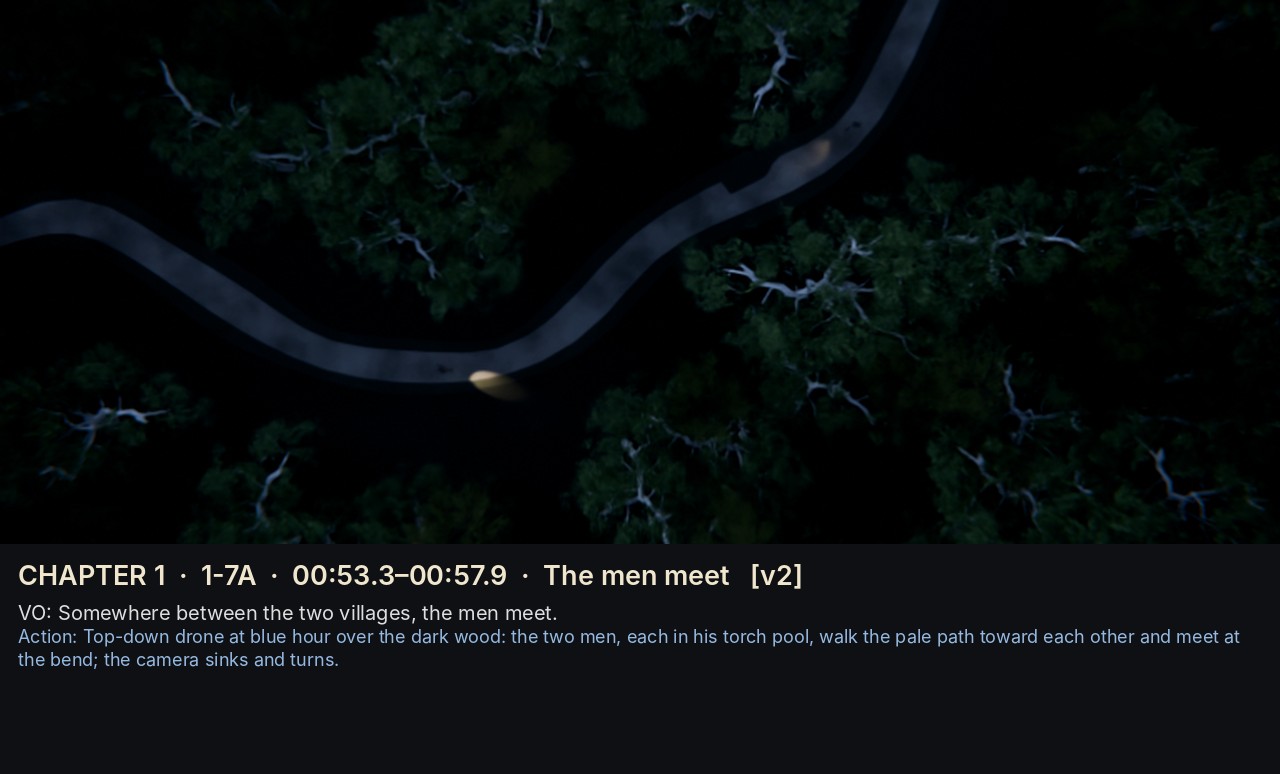 CHAPTER 1 · 1-7A · 00:53.3–00:57.9 · The men meet [v2]
VO: Somewhere between the two villages, the men meet.
Action: Top-down drone at blue hour over the dark wood: the two men, each in his torch pool, walk the pale path toward each other and meet at
the bend; the camera sinks and turns.